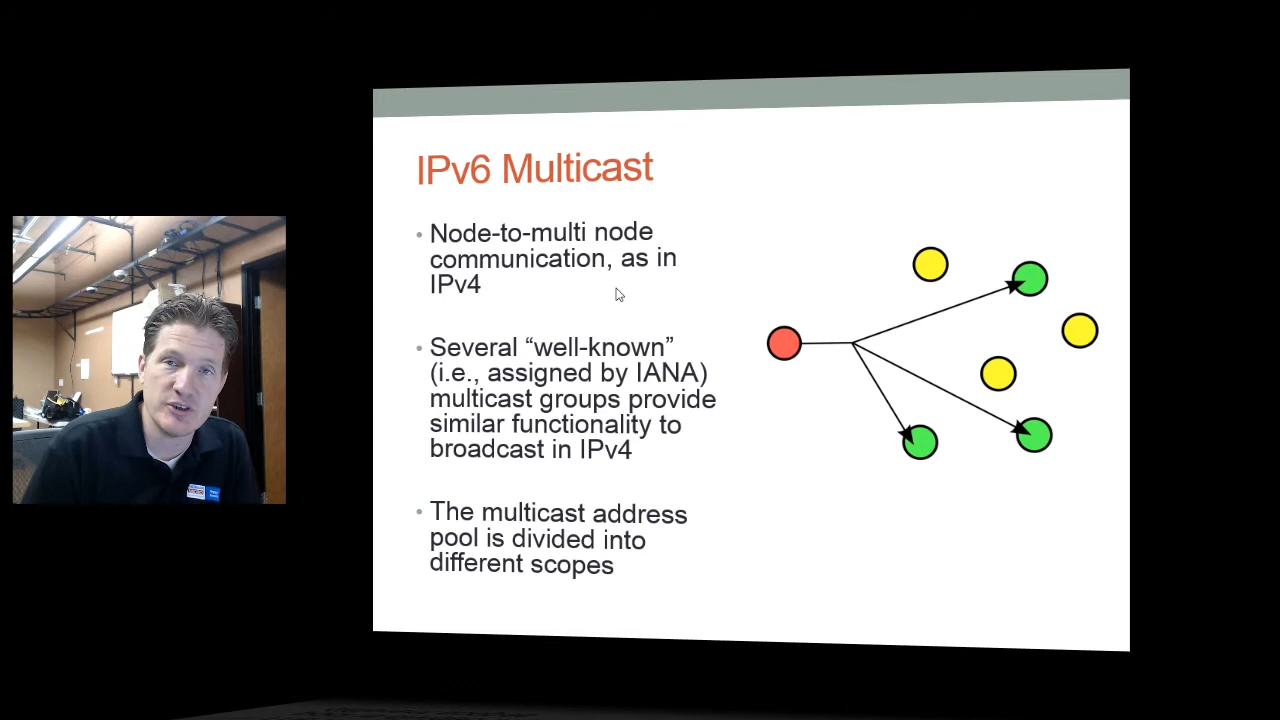 IPv6 Multicast
Node-to-multi node
communication, as in
IPv4
Several “well-known”
(i.e., assigned by IANA)
multicast groups provide
similar functionality to
broadcast in IPv4
The multicast address
pool is divided into
different scopes